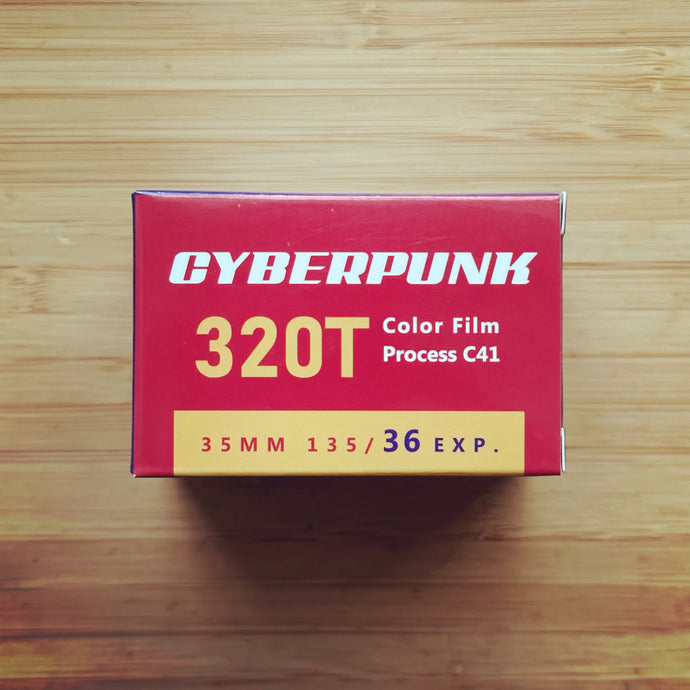 CYBERPUNK
320T
Color Film
Process C41
35MM 135/36 EXP.